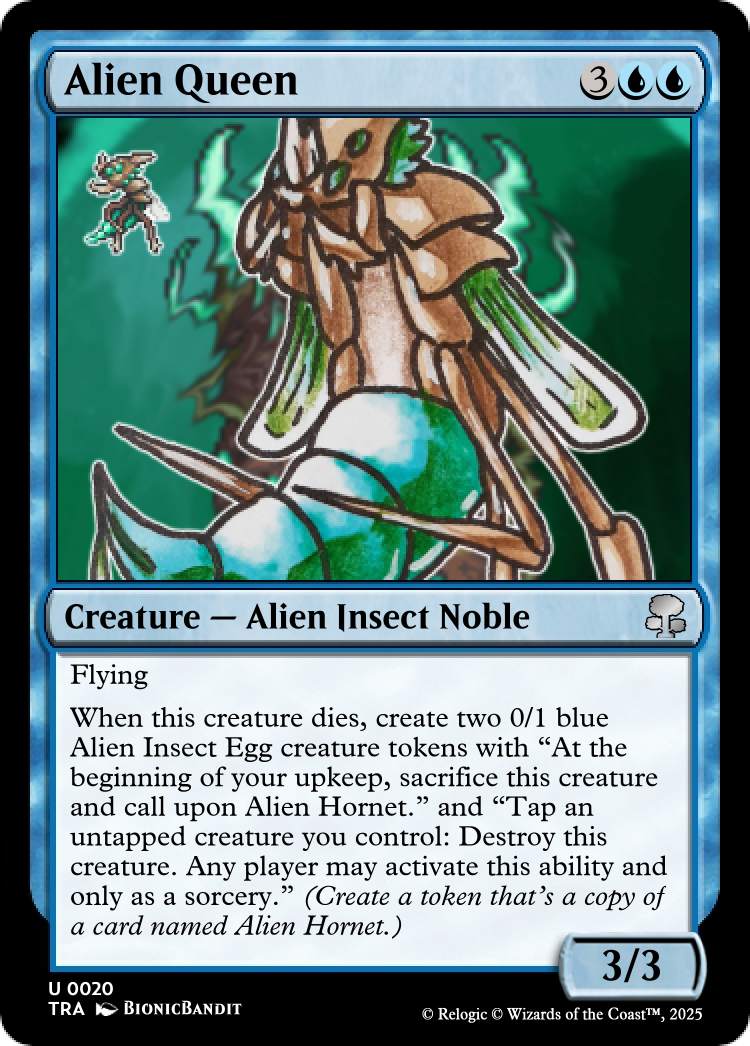 Alien Queen 3
Creature — Alien Insect Noble
Flying
When this creature dies, create two 0/1 blue
Alien Insect Egg creature tokens with “At the
beginning of your upkeep, sacrifice this creature
and call upon Alien Hornet.” and “Tap an
untapped creature you control: Destroy this
creature. Any player may activate this ability and
only as a sorcery.” (Create a token that’s a copy of
a card named Alien Hornet.)
3/3
U 0020
TRA BionicBandit
© Relogic © Wizards of the Coast™, 2025